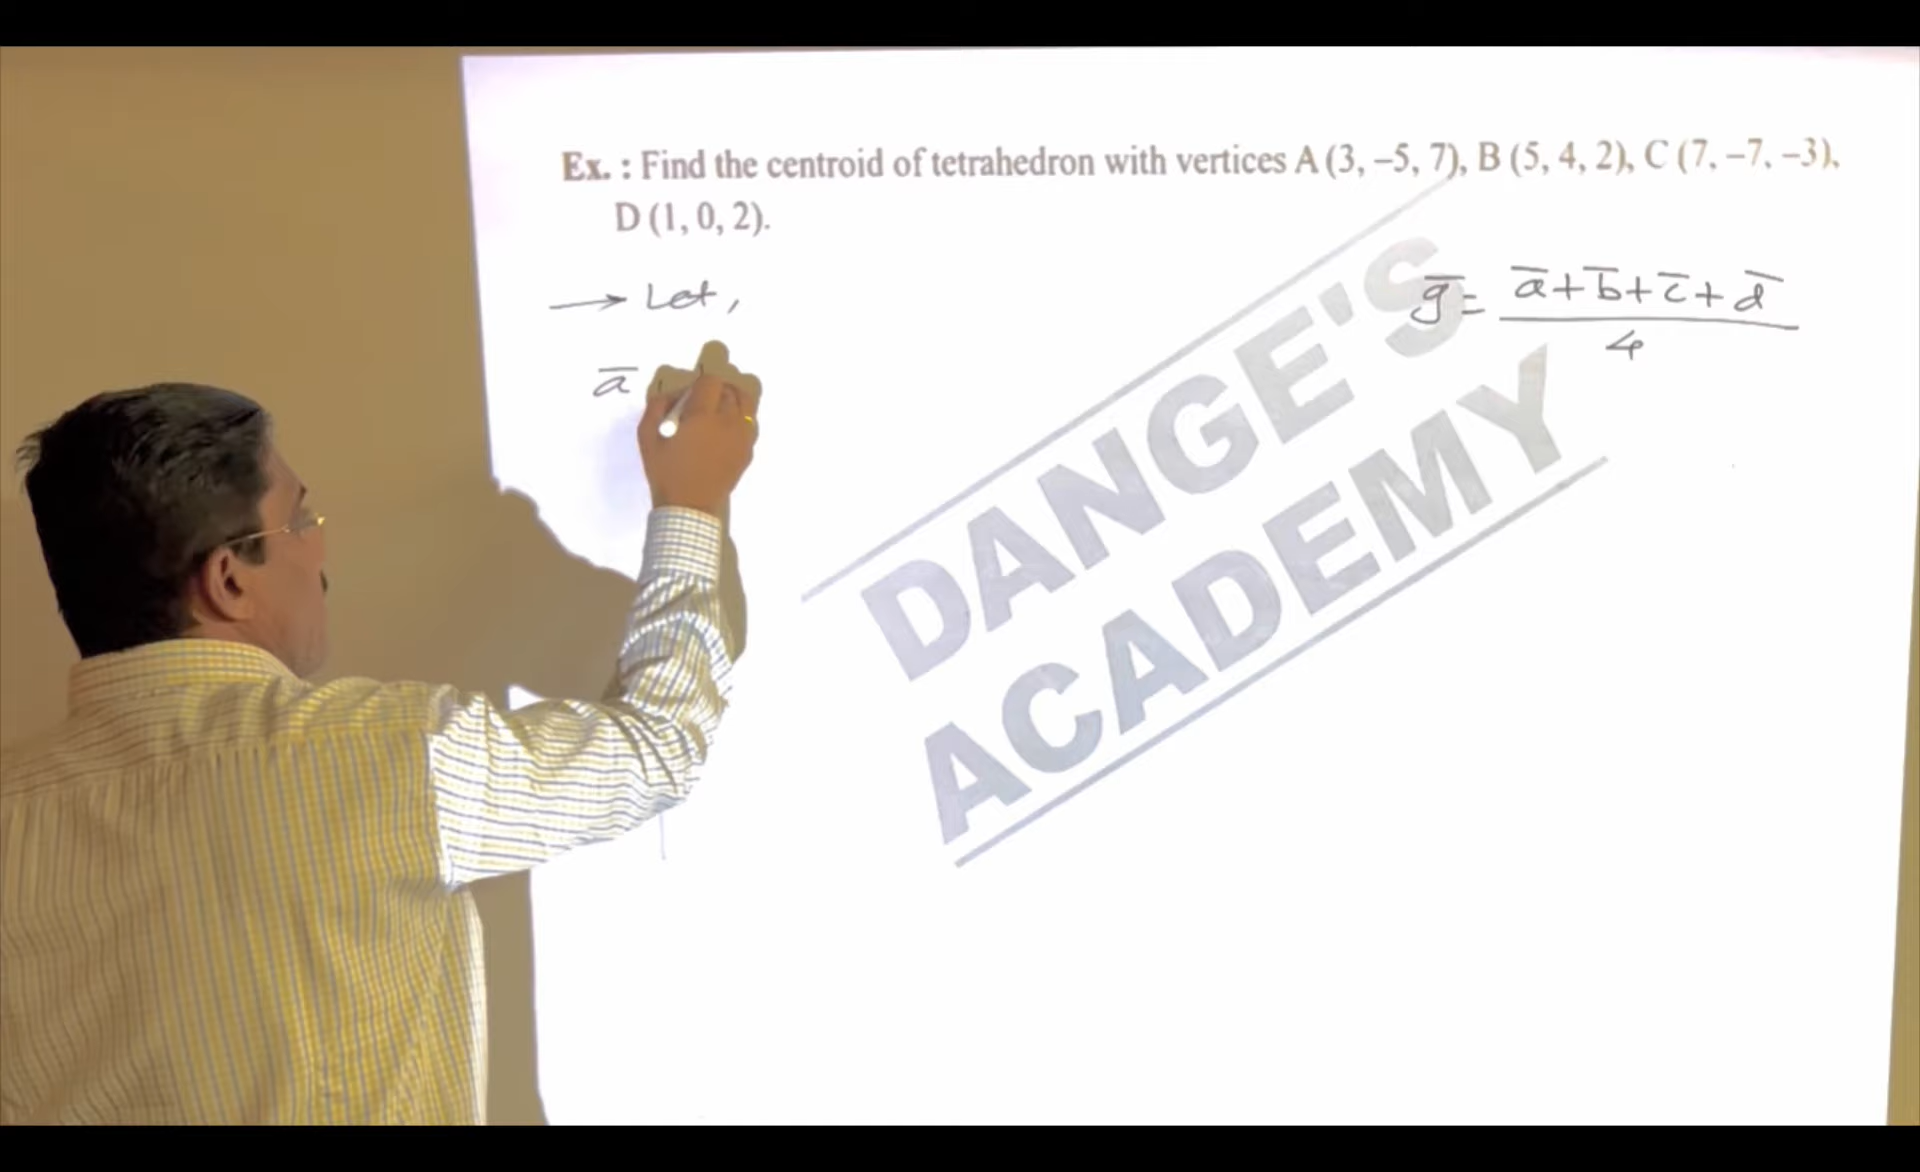 Ex. : Find the centroid of tetrahedron with vertices A (3, –5, 7), B (5, 4, 2), C (7, –7, –3),
D (1, 0, 2).
→ Let,
g̅ = a̅ + b̅ + c̅ + d̅
4
a̅
DANGE'S
ACADEMY